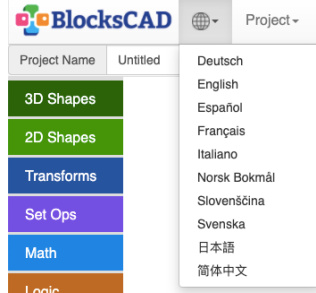 BlocksCAD
Project
Project Name Untitled
Deutsch
English
Español
Français
Italiano
Norsk Bokmål
Slovenščina
Svenska
日本語
简体中文
3D Shapes
2D Shapes
Transforms
Set Ops
Math
Logic